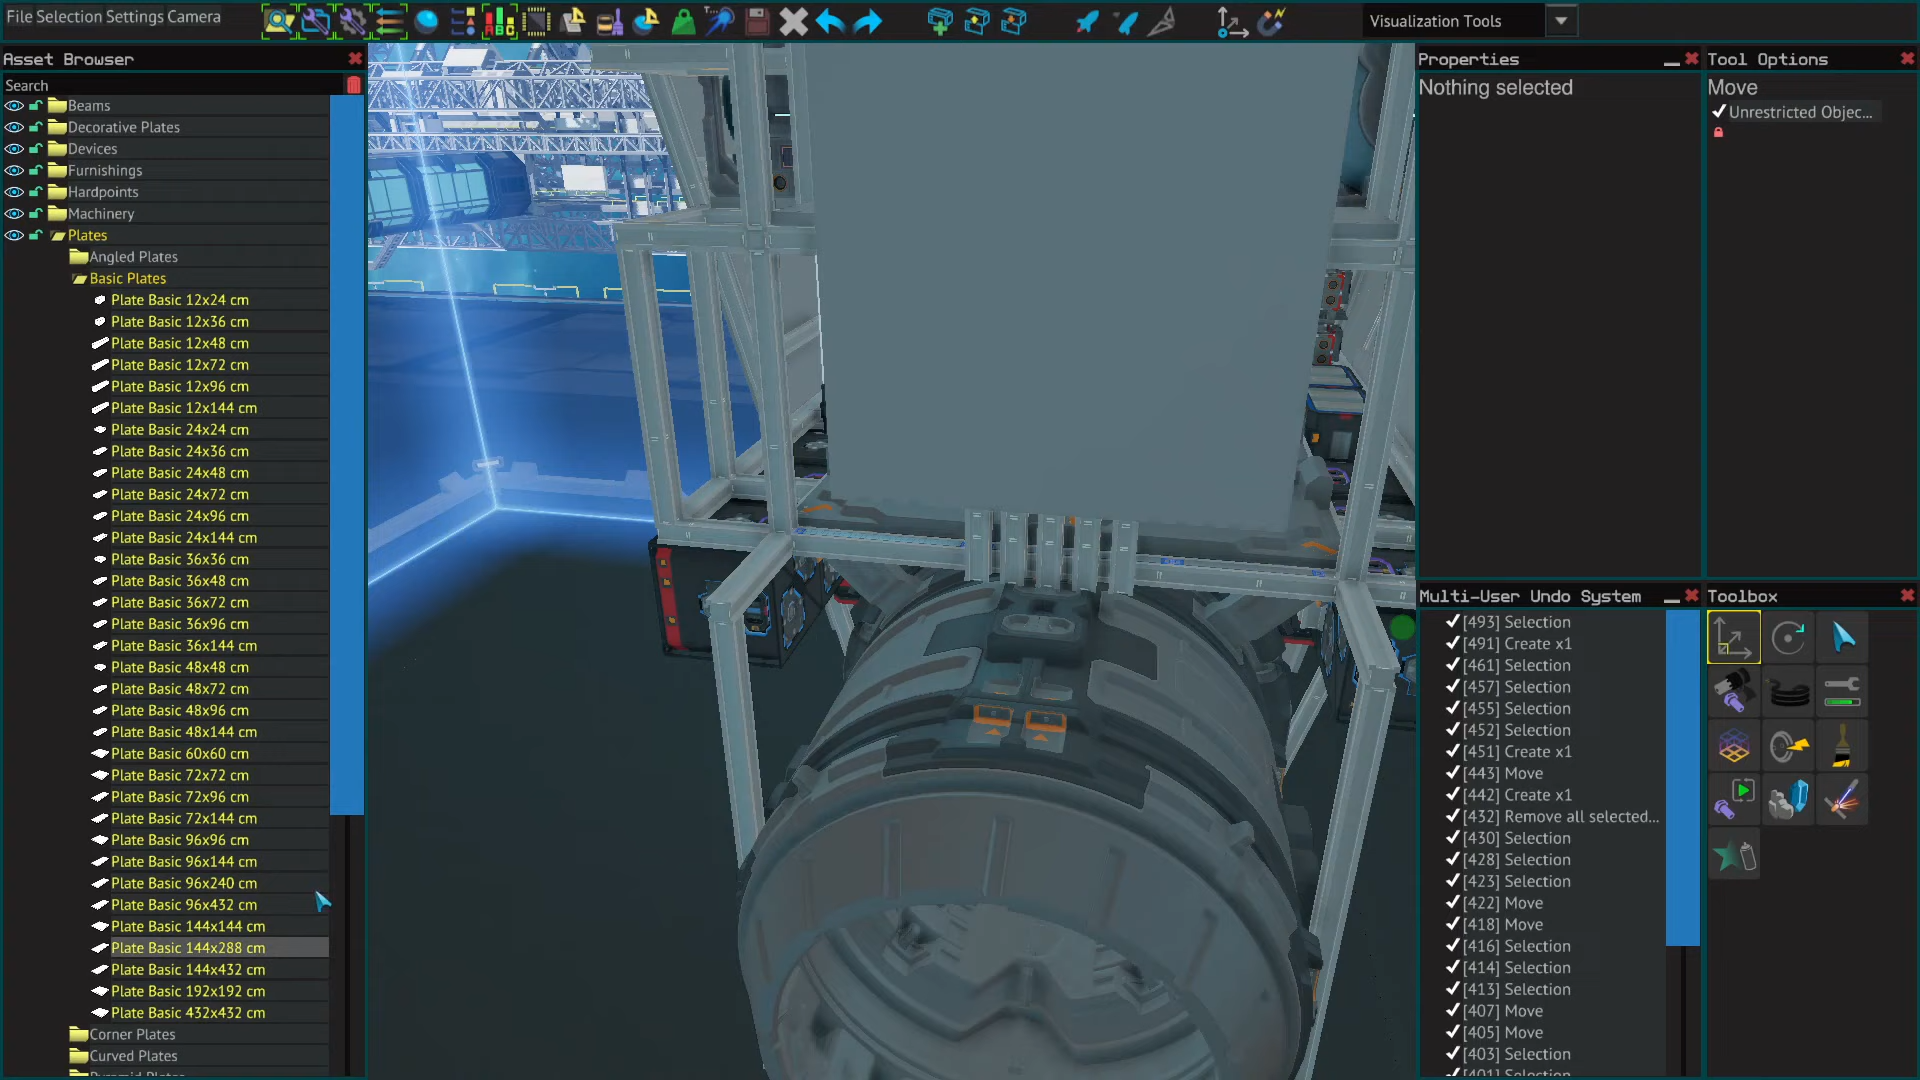 File Selection Settings Camera
Visualization Tools
Asset Browser
Search
Beams
Decorative Plates
Devices
Furnishings
Hardpoints
Machinery
Plates
Angled Plates
Basic Plates
Plate Basic 12x24 cm
Plate Basic 12x36 cm
Plate Basic 12x48 cm
Plate Basic 12x72 cm
Plate Basic 12x96 cm
Plate Basic 12x144 cm
Plate Basic 24x24 cm
Plate Basic 24x36 cm
Plate Basic 24x48 cm
Plate Basic 24x72 cm
Plate Basic 24x96 cm
Plate Basic 24x144 cm
Plate Basic 36x36 cm
Plate Basic 36x48 cm
Plate Basic 36x72 cm
Plate Basic 36x96 cm
Plate Basic 36x144 cm
Plate Basic 48x48 cm
Plate Basic 48x72 cm
Plate Basic 48x96 cm
Plate Basic 48x144 cm
Plate Basic 60x60 cm
Plate Basic 72x72 cm
Plate Basic 72x96 cm
Plate Basic 72x144 cm
Plate Basic 96x96 cm
Plate Basic 96x144 cm
Plate Basic 96x240 cm
Plate Basic 96x432 cm
Plate Basic 144x144 cm
Plate Basic 144x288 cm
Plate Basic 144x432 cm
Plate Basic 192x192 cm
Plate Basic 432x432 cm
Corner Plates
Curved Plates
Properties
Nothing selected
Tool Options
Move
Unrestricted Objec...
Multi-User Undo System
[493] Selection
[491] Create x1
[461] Selection
[457] Selection
[455] Selection
[452] Selection
[451] Create x1
[443] Move
[442] Create x1
[432] Remove all selected...
[430] Selection
[428] Selection
[423] Selection
[422] Move
[418] Move
[416] Selection
[414] Selection
[413] Selection
[407] Move
[405] Move
[403] Selection
[401] Selection
Toolbox